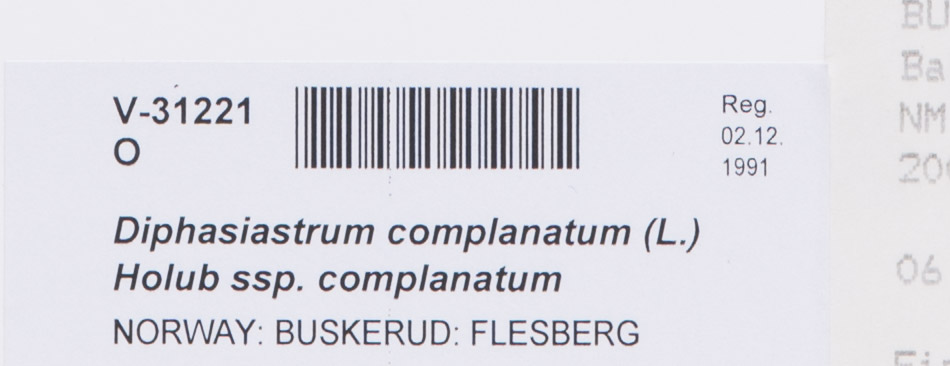 V-31221
O
Reg.
02.12.
1991
Diphasiastrum complanatum (L.)
Holub ssp. complanatum
NORWAY: BUSKERUD: FLESBERG
BU
Ba
NM
06